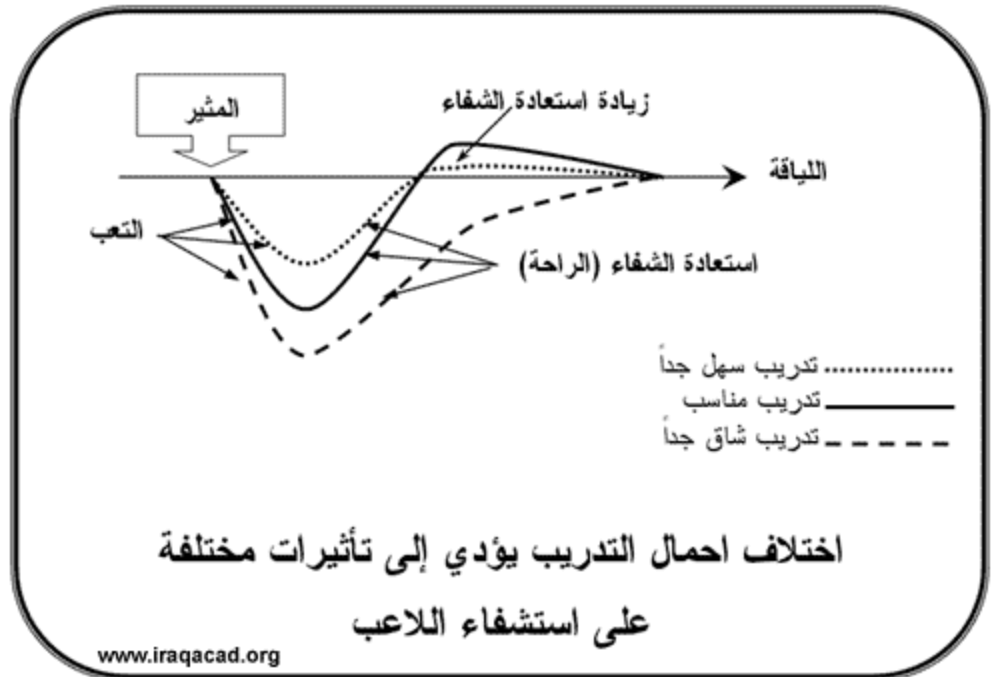 المثير
زيادة استعادة الشفاء
اللياقة
التعب
استعادة الشفاء (الراحة)
تدريب سهل جداً
تدريب مناسب
تدريب شاق جداً
اختلاف احمال التدريب يؤدي إلى تأثيرات مختلفة
على استشفاء اللاعب
www.iraqacad.org